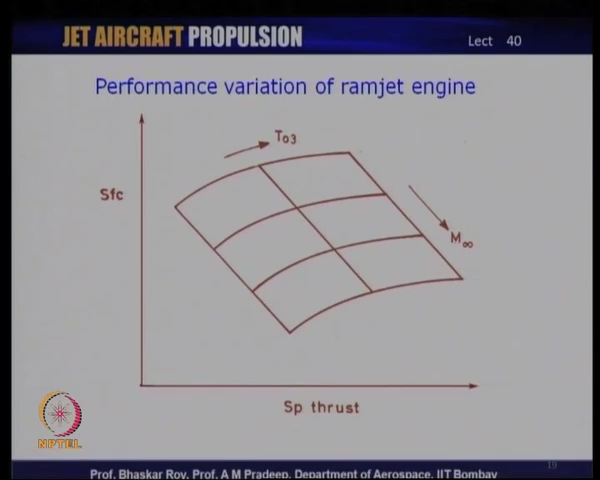 JET AIRCRAFT PROPULSION
Lect 40
Performance variation of ramjet engine
T₀₃
Sfc
M∞
Sp thrust
NPTEL
19
Prof. Bhaskar Roy, Prof. A M Pradeep, Department of Aerospace, IIT Bombay